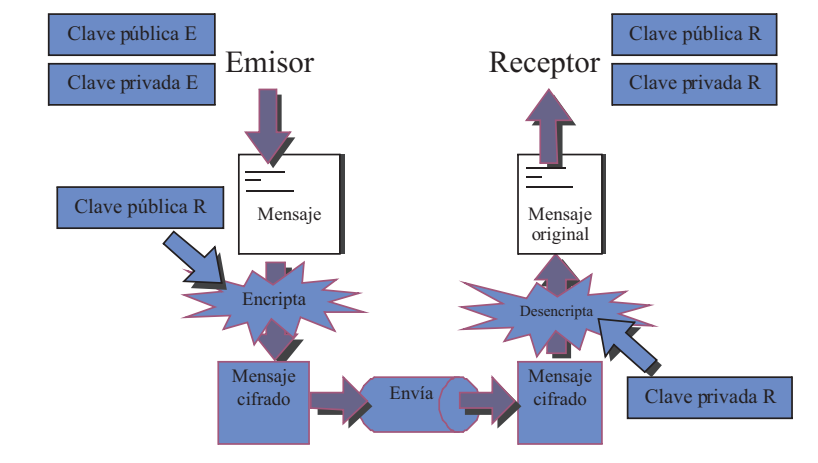 Clave pública E
Clave privada E
Emisor
Receptor
Clave pública R
Clave privada R
Clave pública R
Mensaje
Mensaje
original
Encripta
Desencripta
Mensaje
cifrado
Envía
Mensaje
cifrado
Clave privada R